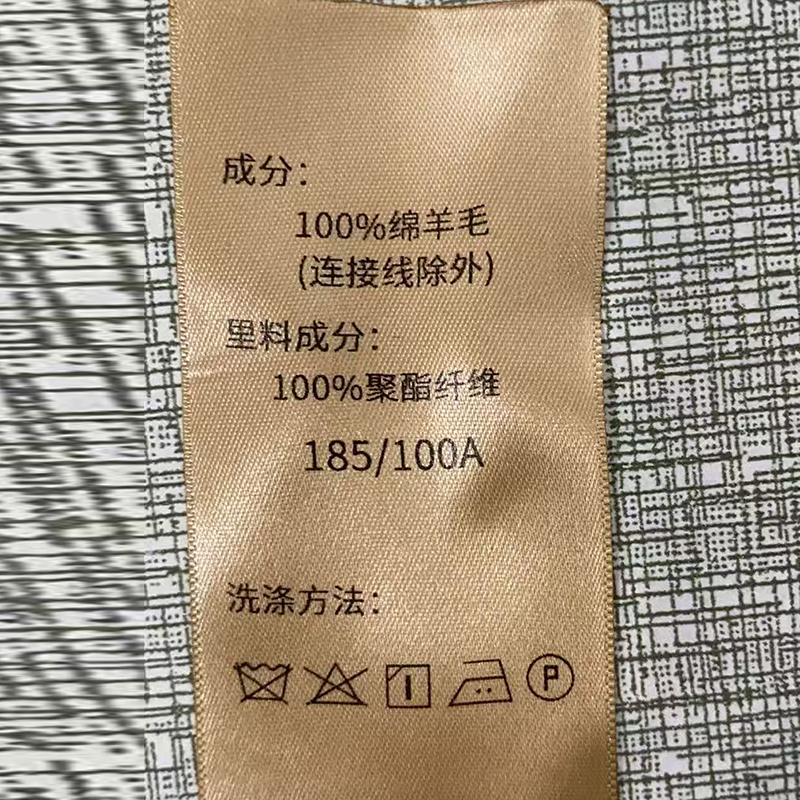 成分：
100%绵羊毛
(连接线除外)
里料成分：
100%聚酯纤维
185/100A
洗涤方法：
P